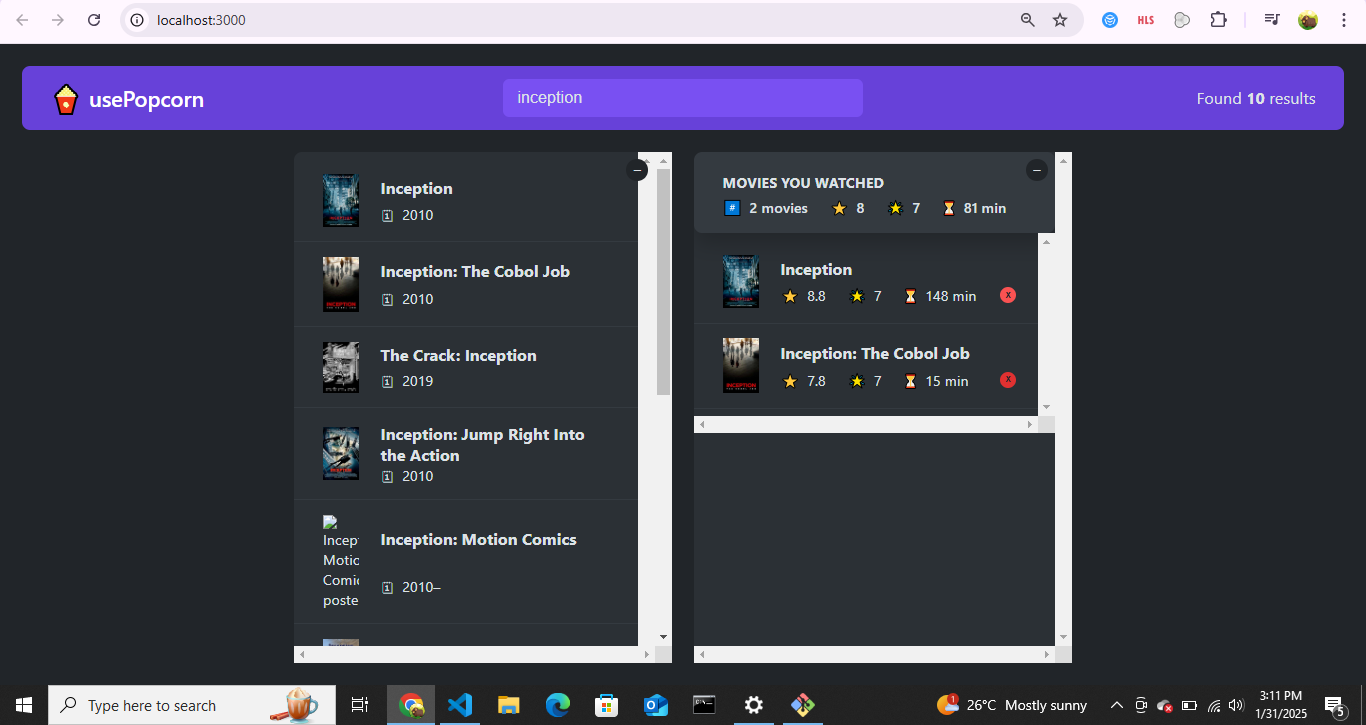 localhost:3000
HLS
usePopcorn
inception
Found 10 results
Inception
2010
Inception: The Cobol Job
2010
The Crack: Inception
2019
Inception: Jump Right Into
the Action
2010
Incep
Motic
Comic
poste
Inception: Motion Comics
2010–
MOVIES YOU WATCHED
# 2 movies 8 7 81 min
Inception
8.8 7 148 min X
Inception: The Cobol Job
7.8 7 15 min X
Type here to search
1
26°C Mostly sunny
3:11 PM
1/31/2025
5